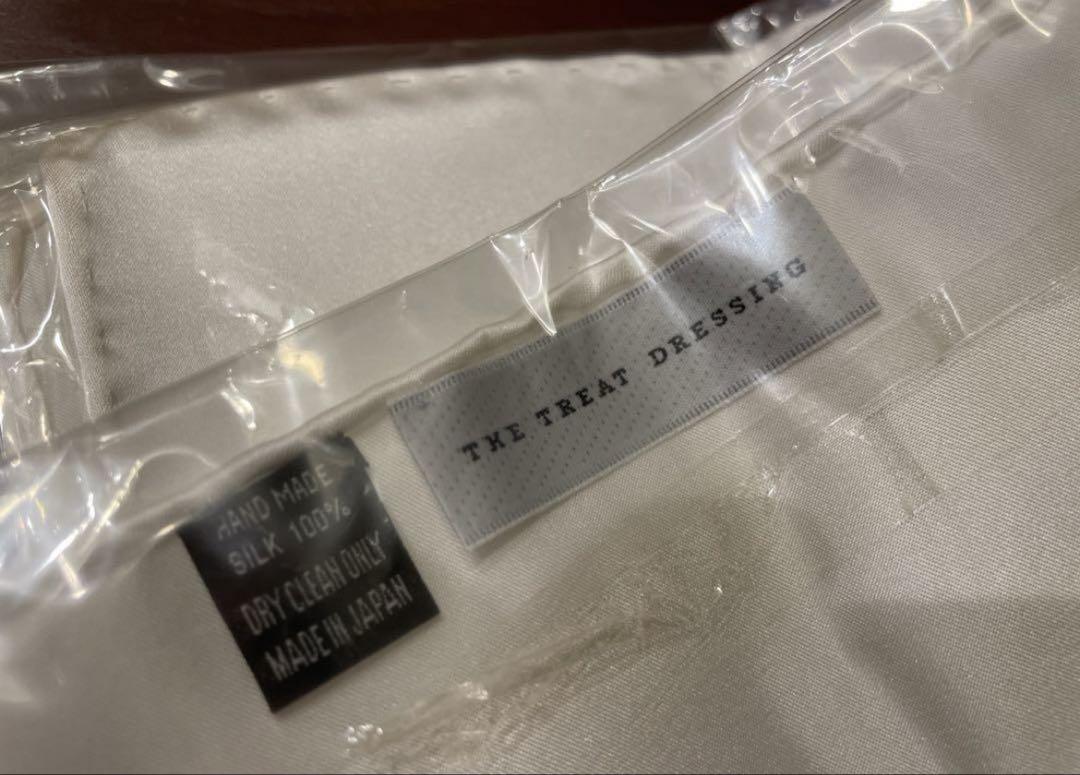 THE TREAT DRESSING
HAND MADE
SILK 100%
DRY CLEAN ONLY
MADE IN JAPAN